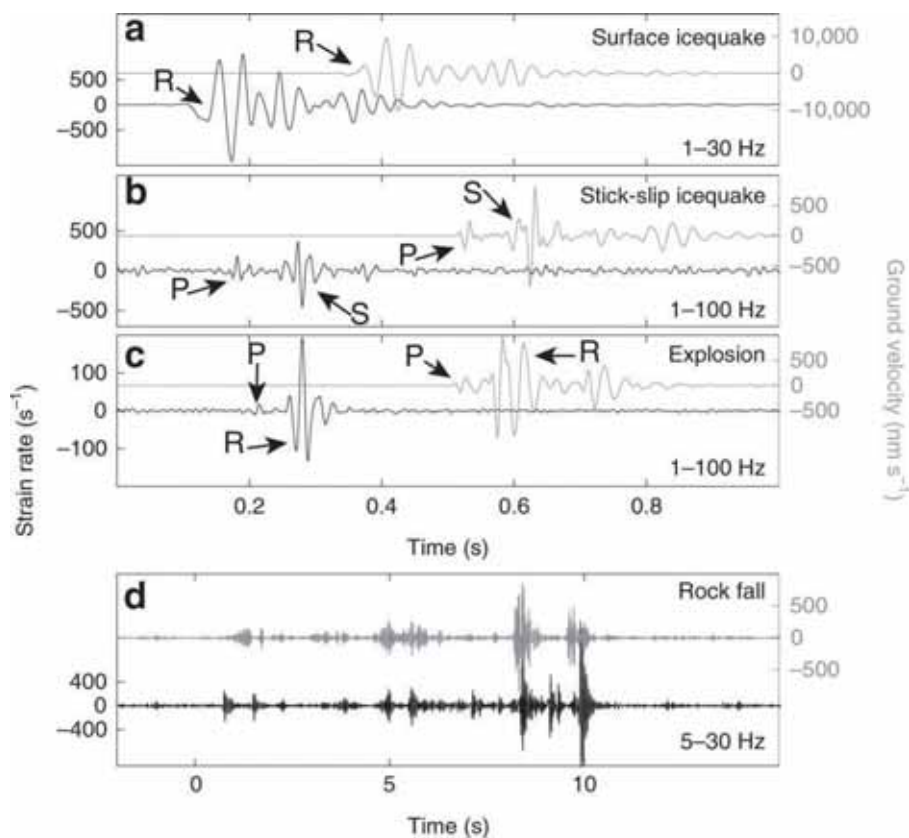 a
R
R
Surface icequake
10,000
0
−10,000
500
0
−500
1–30 Hz
b
S
Stick-slip icequake
P
500
0
−500
500
0
−500
P
S
1–100 Hz
c
P
P
R
Explosion
500
0
−500
100
0
−100
R
1–100 Hz
Strain rate (s⁻¹)
Ground velocity (nm s⁻¹)
0.2
0.4
0.6
0.8
Time (s)
d
Rock fall
500
0
−500
400
0
−400
5–30 Hz
0
5
10
Time (s)